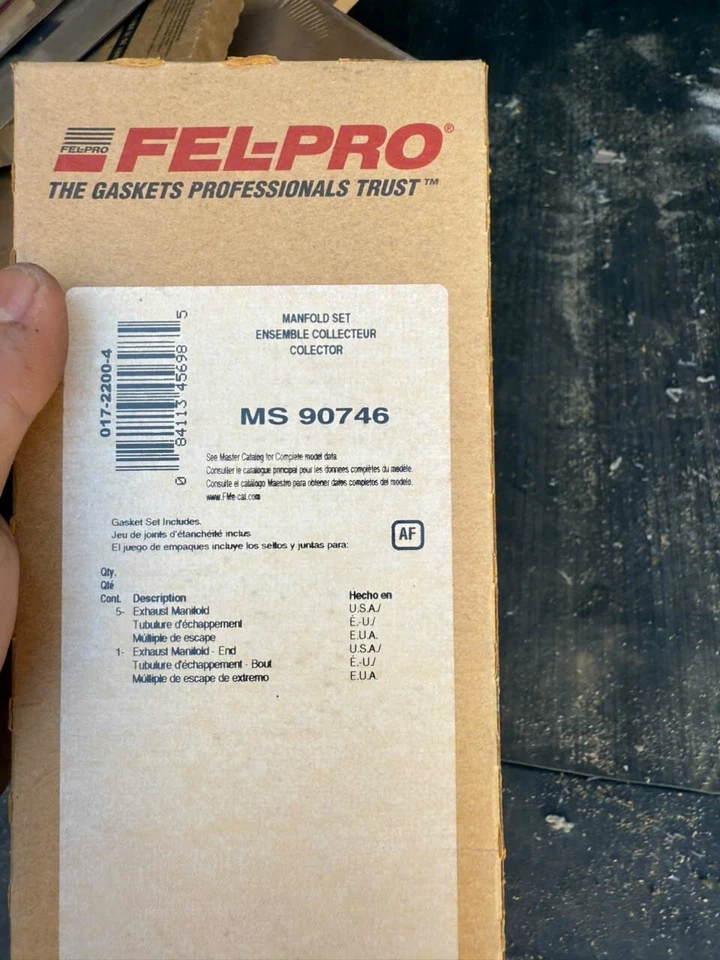 FEL-PRO
FEL-PRO®
THE GASKETS PROFESSIONALS TRUST™
017-2200-4
0 84113 45698 5
MANFOLD SET
ENSEMBLE COLLECTEUR
COLECTOR
MS 90746
See Master Catalog for Complete model data
Consulier le catalogue principal pour les donnees complètes du modèle.
Consulte el catálogo Maestro para obtener datos completos del modelo.
www.FMe-cat.com
Gasket Set Includes.
Jeu de joints d'étanchéité inclus
El juego de empaques incluye los sellos y juntas para:
AF
Qty.
Qté
Cont. Description Hecho en
5- Exhaust Manifold U.S.A./
Tubulure d'échappement É.-U./
Múltiple de escape E.U.A.
1- Exhaust Manifold - End U.S.A./
Tubulure d'échappement - Bout É.-U./
Múltiple de escape de extremo E.U.A.